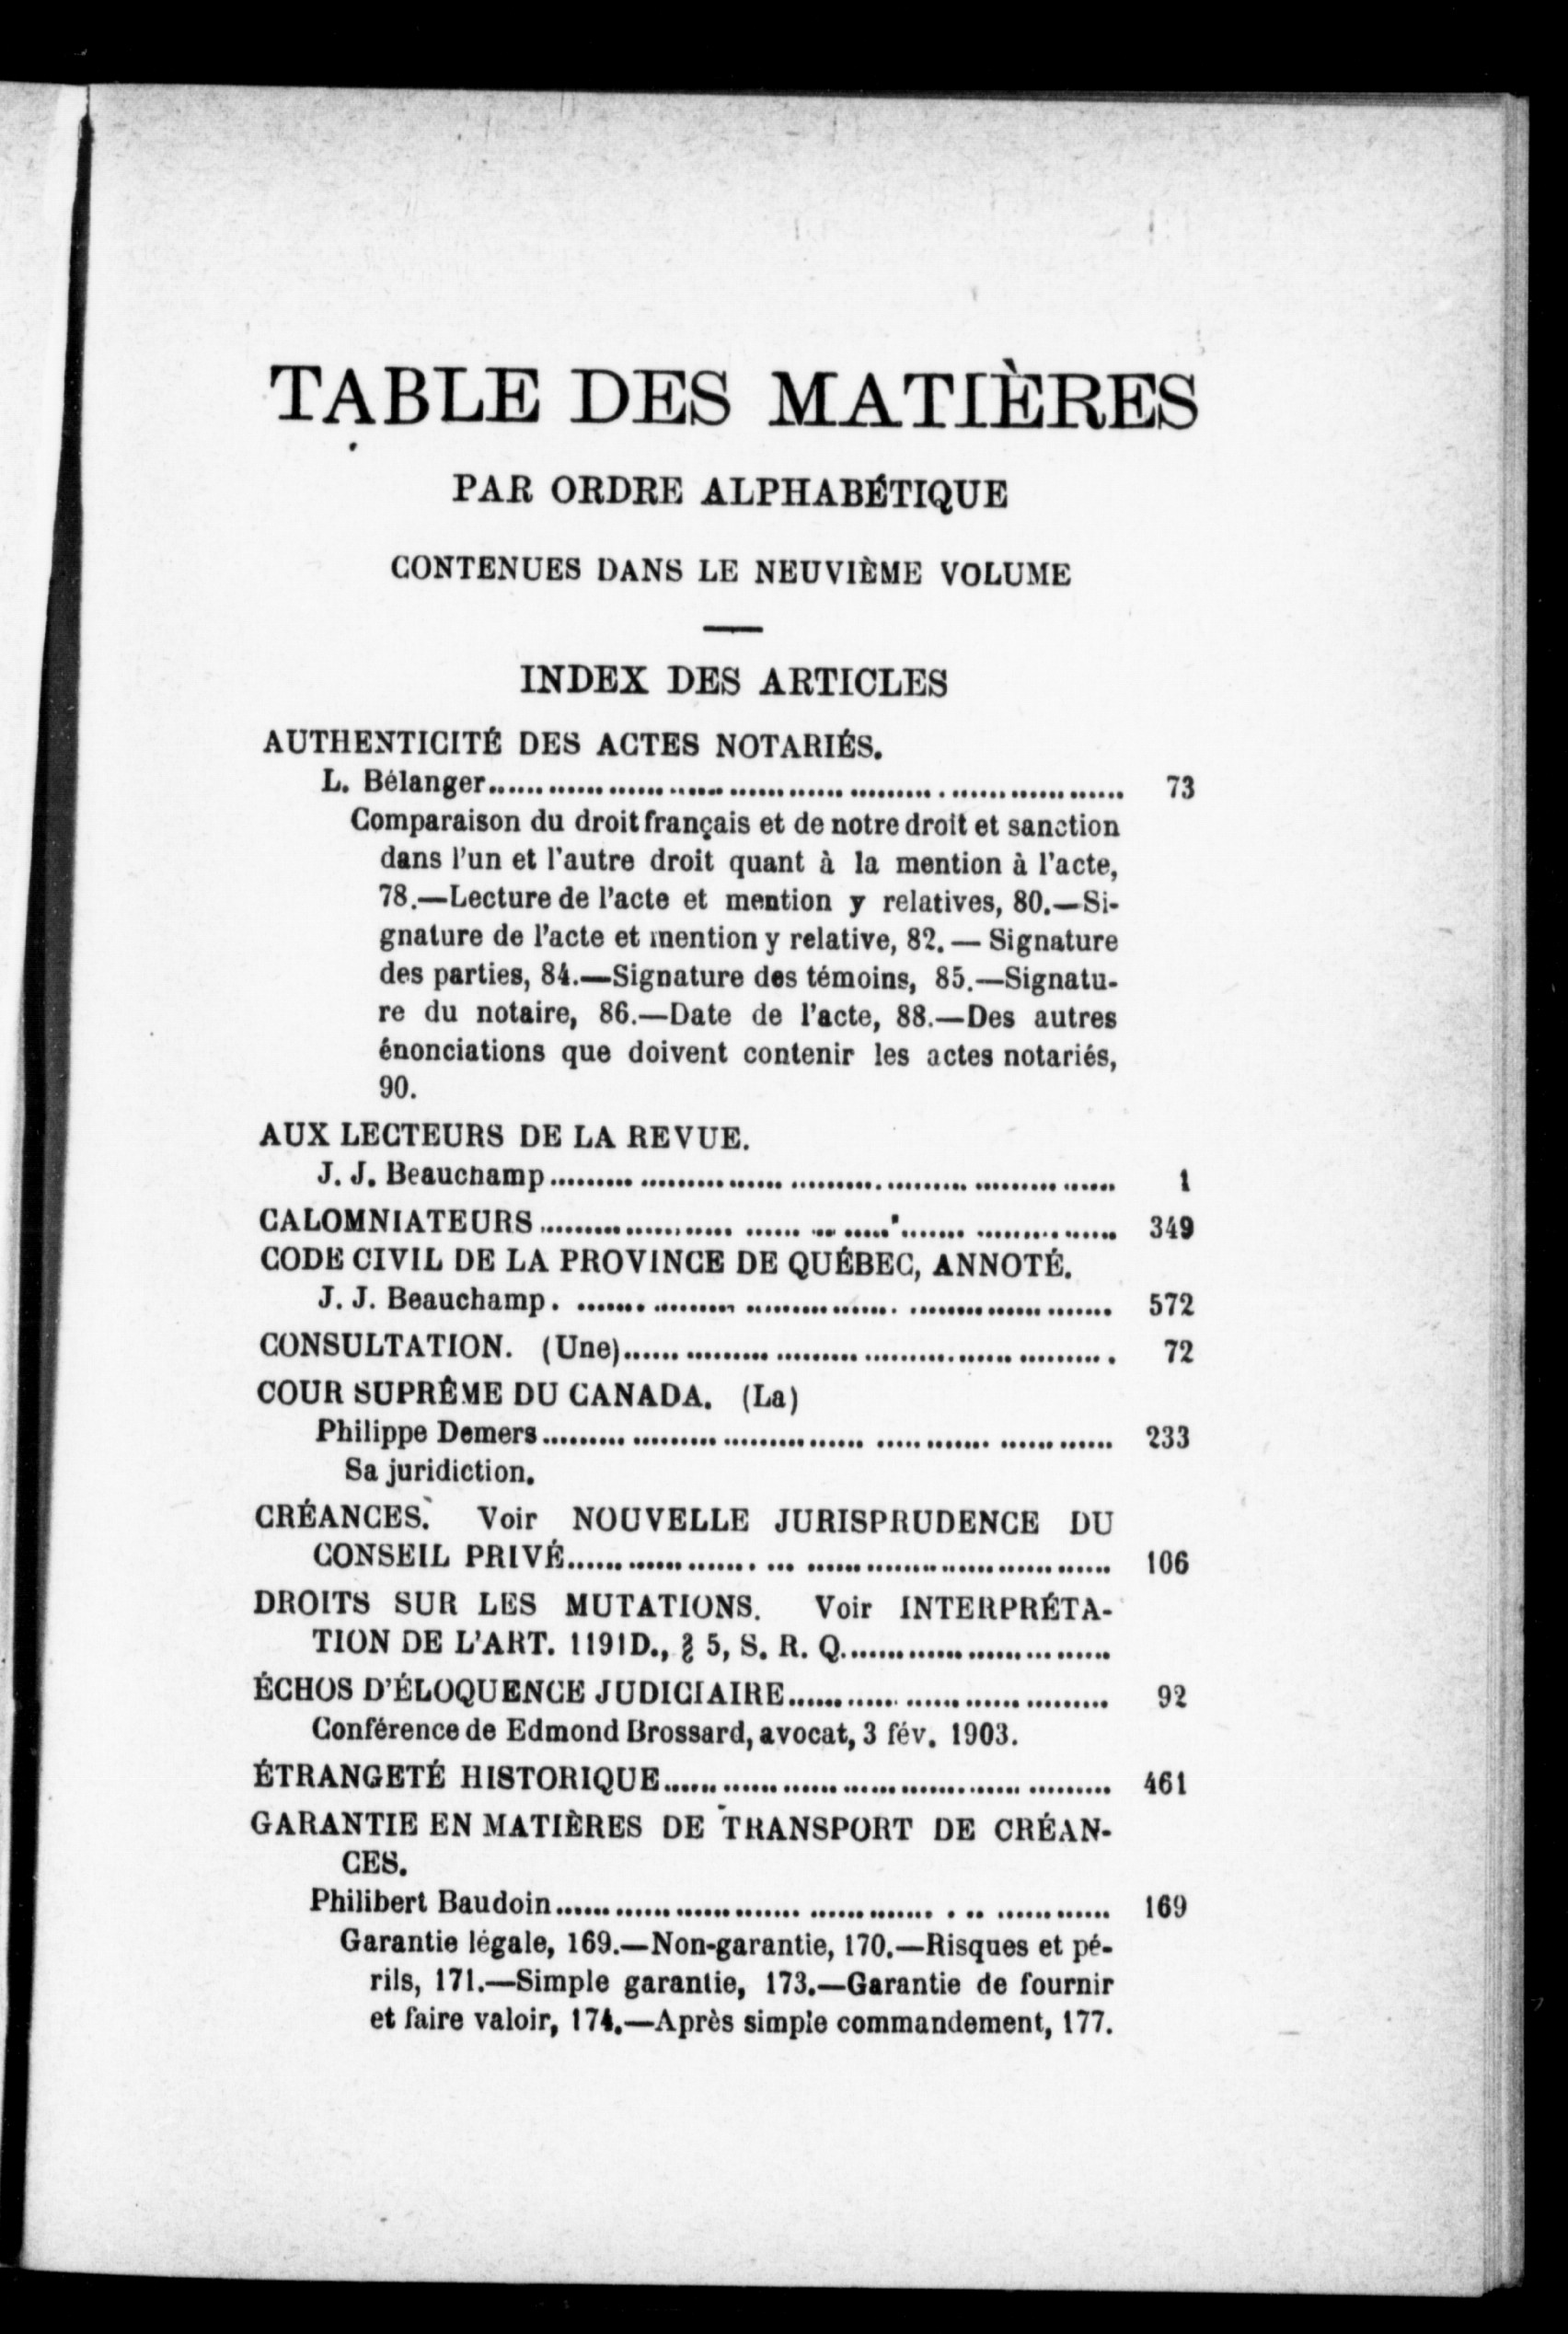 TABLE DES MATIÈRES
PAR ORDRE ALPHABÉTIQUE
CONTENUES DANS LE NEUVIÈME VOLUME
INDEX DES ARTICLES
AUTHENTICITÉ DES ACTES NOTARIÉS.
L. Bélanger.................................................................. 73
Comparaison du droit français et de notre droit et sanction
dans l'un et l'autre droit quant à la mention à l'acte,
78.—Lecture de l'acte et mention y relatives, 80.—Si-
gnature de l'acte et mention y relative, 82.— Signature
des parties, 84.—Signature des témoins, 85.—Signatu-
re du notaire, 86.—Date de l'acte, 88.—Des autres
énonciations que doivent contenir les actes notariés,
90.
AUX LECTEURS DE LA REVUE.
J. J. Beauchamp............................................................ 1
CALOMNIATEURS............................................................ 349
CODE CIVIL DE LA PROVINCE DE QUÉBEC, ANNOTÉ.
J. J. Beauchamp............................................................ 572
CONSULTATION. (Une)................................................... 72
COUR SUPRÊME DU CANADA. (La)
Philippe Demers............................................................ 233
Sa juridiction.
CRÉANCES. Voir NOUVELLE JURISPRUDENCE DU
CONSEIL PRIVÉ......................................................... 106
DROITS SUR LES MUTATIONS. Voir INTERPRÉTA-
TION DE L'ART. 1191D., § 5, S. R. Q.............................
ÉCHOS D'ÉLOQUENCE JUDICIAIRE.................................. 92
Conférence de Edmond Brossard, avocat, 3 fév. 1903.
ÉTRANGETÉ HISTORIQUE............................................... 461
GARANTIE EN MATIÈRES DE TRANSPORT DE CRÉAN-
CES.
Philibert Baudoin.......................................................... 169
Garantie légale, 169.—Non-garantie, 170.—Risques et pé-
rils, 171.—Simple garantie, 173.—Garantie de fournir
et faire valoir, 174.—Après simple commandement, 177.